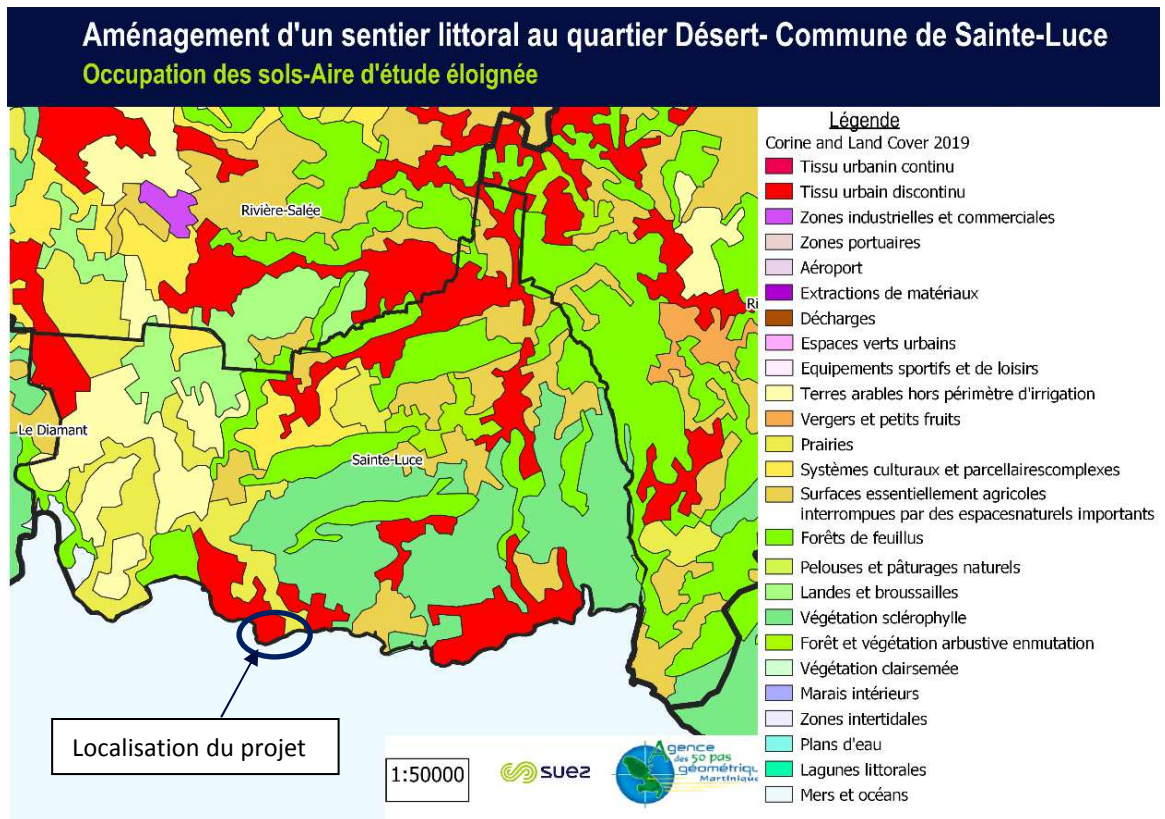 Aménagement d'un sentier littoral au quartier Désert- Commune de Sainte-Luce
Occupation des sols-Aire d'étude éloignée
Rivière-Salée
Ri
Le Diamant
Sainte-Luce
Localisation du projet
1:50000
suez
Agence
des 50 pas
géométriqu
Martinique
Légende
Corine and Land Cover 2019
Tissu urbanin continu
Tissu urbain discontinu
Zones industrielles et commerciales
Zones portuaires
Aéroport
Extractions de matériaux
Décharges
Espaces verts urbains
Equipements sportifs et de loisirs
Terres arables hors périmètre d'irrigation
Vergers et petits fruits
Prairies
Systèmes culturaux et parcellairescomplexes
Surfaces essentiellement agricoles
interrompues par des espacesnaturels importants
Forêts de feuillus
Pelouses et pâturages naturels
Landes et broussailles
Végétation sclérophylle
Forêt et végétation arbustive enmutation
Végétation clairsemée
Marais intérieurs
Zones intertidales
Plans d'eau
Lagunes littorales
Mers et océans